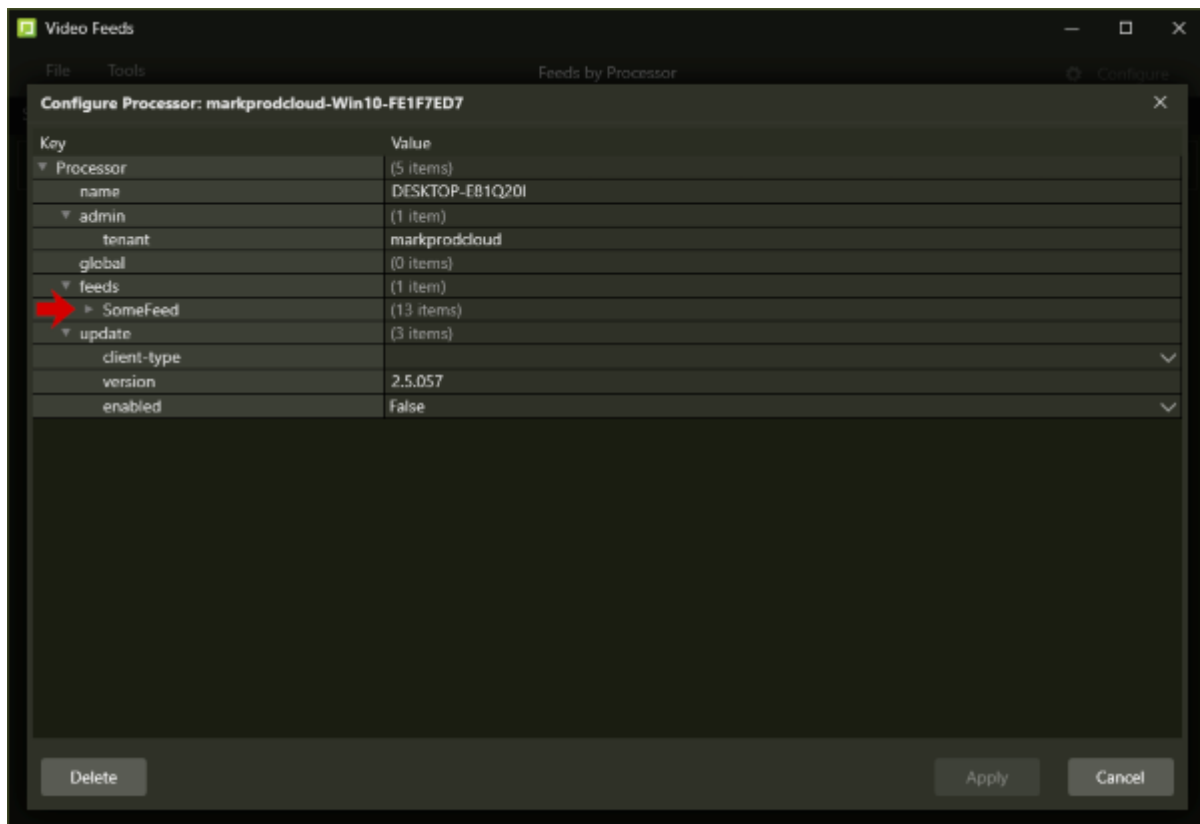 Video Feeds
File Tools Feeds by Processor Configure
Configure Processor: markprodcloud-Win10-FE1F7ED7
Key Value
Processor (5 items)
name DESKTOP-E81Q20I
admin (1 item)
tenant markprodcloud
global (0 items)
feeds (1 item)
SomeFeed (13 items)
update (3 items)
client-type
version 2.5.057
enabled False
Delete Apply Cancel